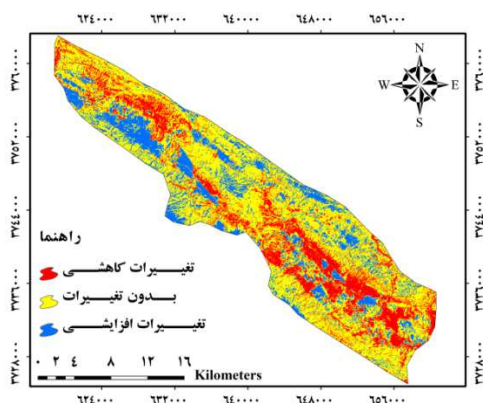 ۶۲۴۰۰۰ ۶۳۲۰۰۰ ۶۴۰۰۰۰ ۶۴۸۰۰۰ ۶۵۶۰۰۰
N
W E
S
۳۷۶۰۰۰۰ ۳۷۶۰۰۰۰
۳۷۵۲۰۰۰ ۳۷۵۲۰۰۰
۳۷۴۴۰۰۰ ۳۷۴۴۰۰۰
۳۷۳۶۰۰۰ ۳۷۳۶۰۰۰
۳۷۲۸۰۰۰ ۳۷۲۸۰۰۰
راهنما
تغییرات کاهشی
بدون تغییرات
تغییرات افزایشی
۰ ۲ ۴ ۸ ۱۲ ۱۶
Kilometers
۶۲۴۰۰۰ ۶۳۲۰۰۰ ۶۴۰۰۰۰ ۶۴۸۰۰۰ ۶۵۶۰۰۰